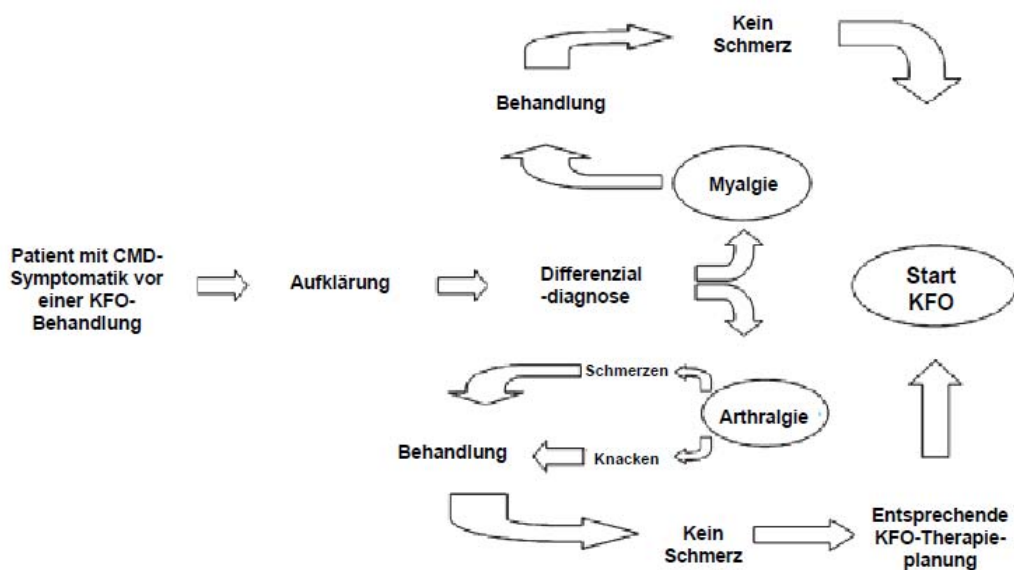 Kein
Schmerz
Behandlung
Myalgie
Patient mit CMD-
Symptomatik vor
einer KFO-
Behandlung
Aufklärung
Differenzial
-diagnose
Start
KFO
Schmerzen
Arthralgie
Behandlung
Knacken
Kein
Schmerz
Entsprechende
KFO-Therapie-
planung